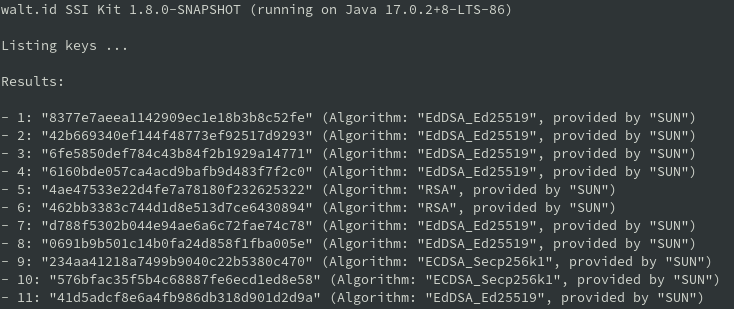 walt.id SSI Kit 1.8.0-SNAPSHOT (running on Java 17.0.2+8-LTS-86)
Listing keys ...
Results:
- 1: "8377e7aeea1142909ec1e18b3b8c52fe" (Algorithm: "EdDSA_Ed25519", provided by "SUN")
- 2: "42b669340ef144f48773ef92517d9293" (Algorithm: "EdDSA_Ed25519", provided by "SUN")
- 3: "6fe5850def784c43b84f2b1929a14771" (Algorithm: "EdDSA_Ed25519", provided by "SUN")
- 4: "6160bde057ca4acd9bafb9d483f7f2c0" (Algorithm: "EdDSA_Ed25519", provided by "SUN")
- 5: "4ae47533e22d4fe7a78180f232625322" (Algorithm: "RSA", provided by "SUN")
- 6: "462bb3383c744d1d8e513d7ce6430894" (Algorithm: "RSA", provided by "SUN")
- 7: "d788f5302b044e94ae6a6c72fae74c78" (Algorithm: "EdDSA_Ed25519", provided by "SUN")
- 8: "0691b9b501c14b0fa24d858f1fba005e" (Algorithm: "EdDSA_Ed25519", provided by "SUN")
- 9: "234aa41218a7499b9040c22b5380c470" (Algorithm: "ECDSA_Secp256k1", provided by "SUN")
- 10: "576bfac35f5b4c68887fe6ecd1ed8e58" (Algorithm: "ECDSA_Secp256k1", provided by "SUN")
- 11: "41d5adcf8e6a4fb986db318d901d2d9a" (Algorithm: "EdDSA_Ed25519", provided by "SUN")